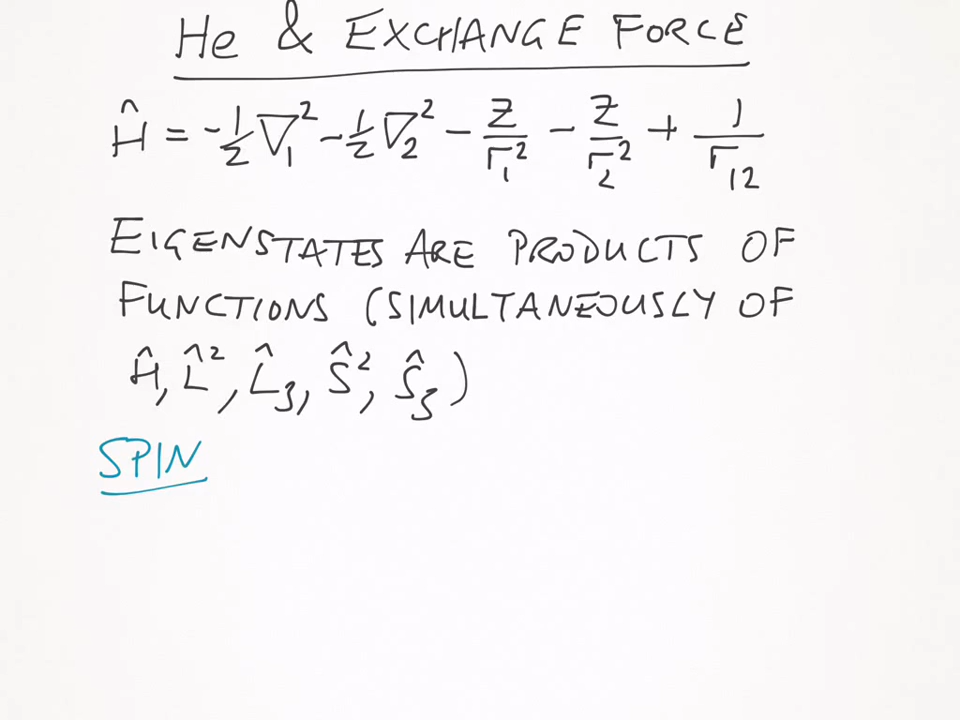 He & EXCHANGE FORCE
Ĥ = -1/2 ∇₁² - 1/2 ∇₂² - Z/r₁² - Z/r₂² + 1/r₁₂
EIGENSTATES ARE PRODUCTS OF
FUNCTIONS (SIMULTANEOUSLY OF
Ĥ, L̂², L̂₃, Ŝ², Ŝ₃)
SPIN